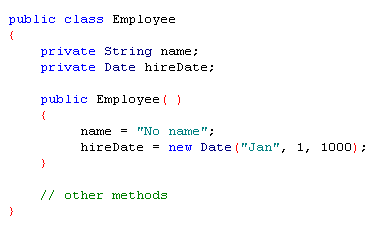 public class Employee
{
private String name;
private Date hireDate;
public Employee( )
{
name = "No name";
hireDate = new Date("Jan", 1, 1000);
}
// other methods
}